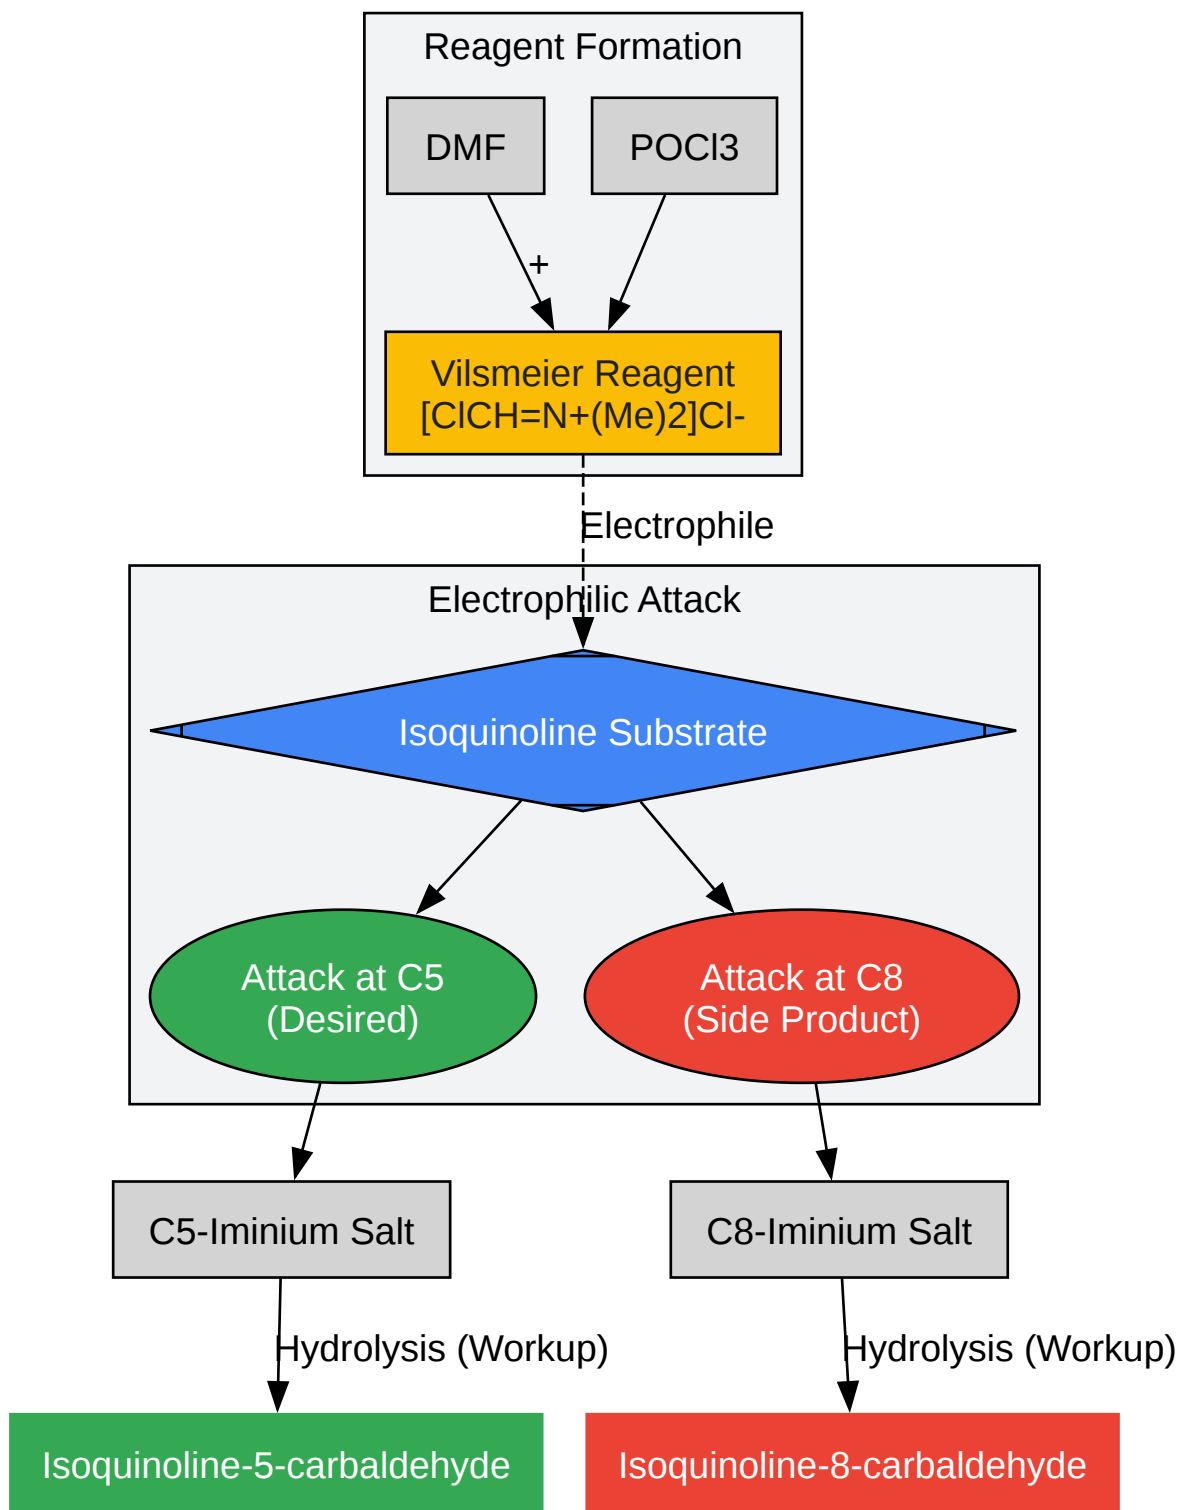 Reagent Formation
DMF
POCl3
+
Vilsmeier Reagent
[ClCH=N+(Me)2]Cl-
Electrophile
Electrophilic Attack
Isoquinoline Substrate
Attack at C5
(Desired)
Attack at C8
(Side Product)
C5-Iminium Salt
C8-Iminium Salt
Hydrolysis (Workup)
Hydrolysis (Workup)
Isoquinoline-5-carbaldehyde
Isoquinoline-8-carbaldehyde